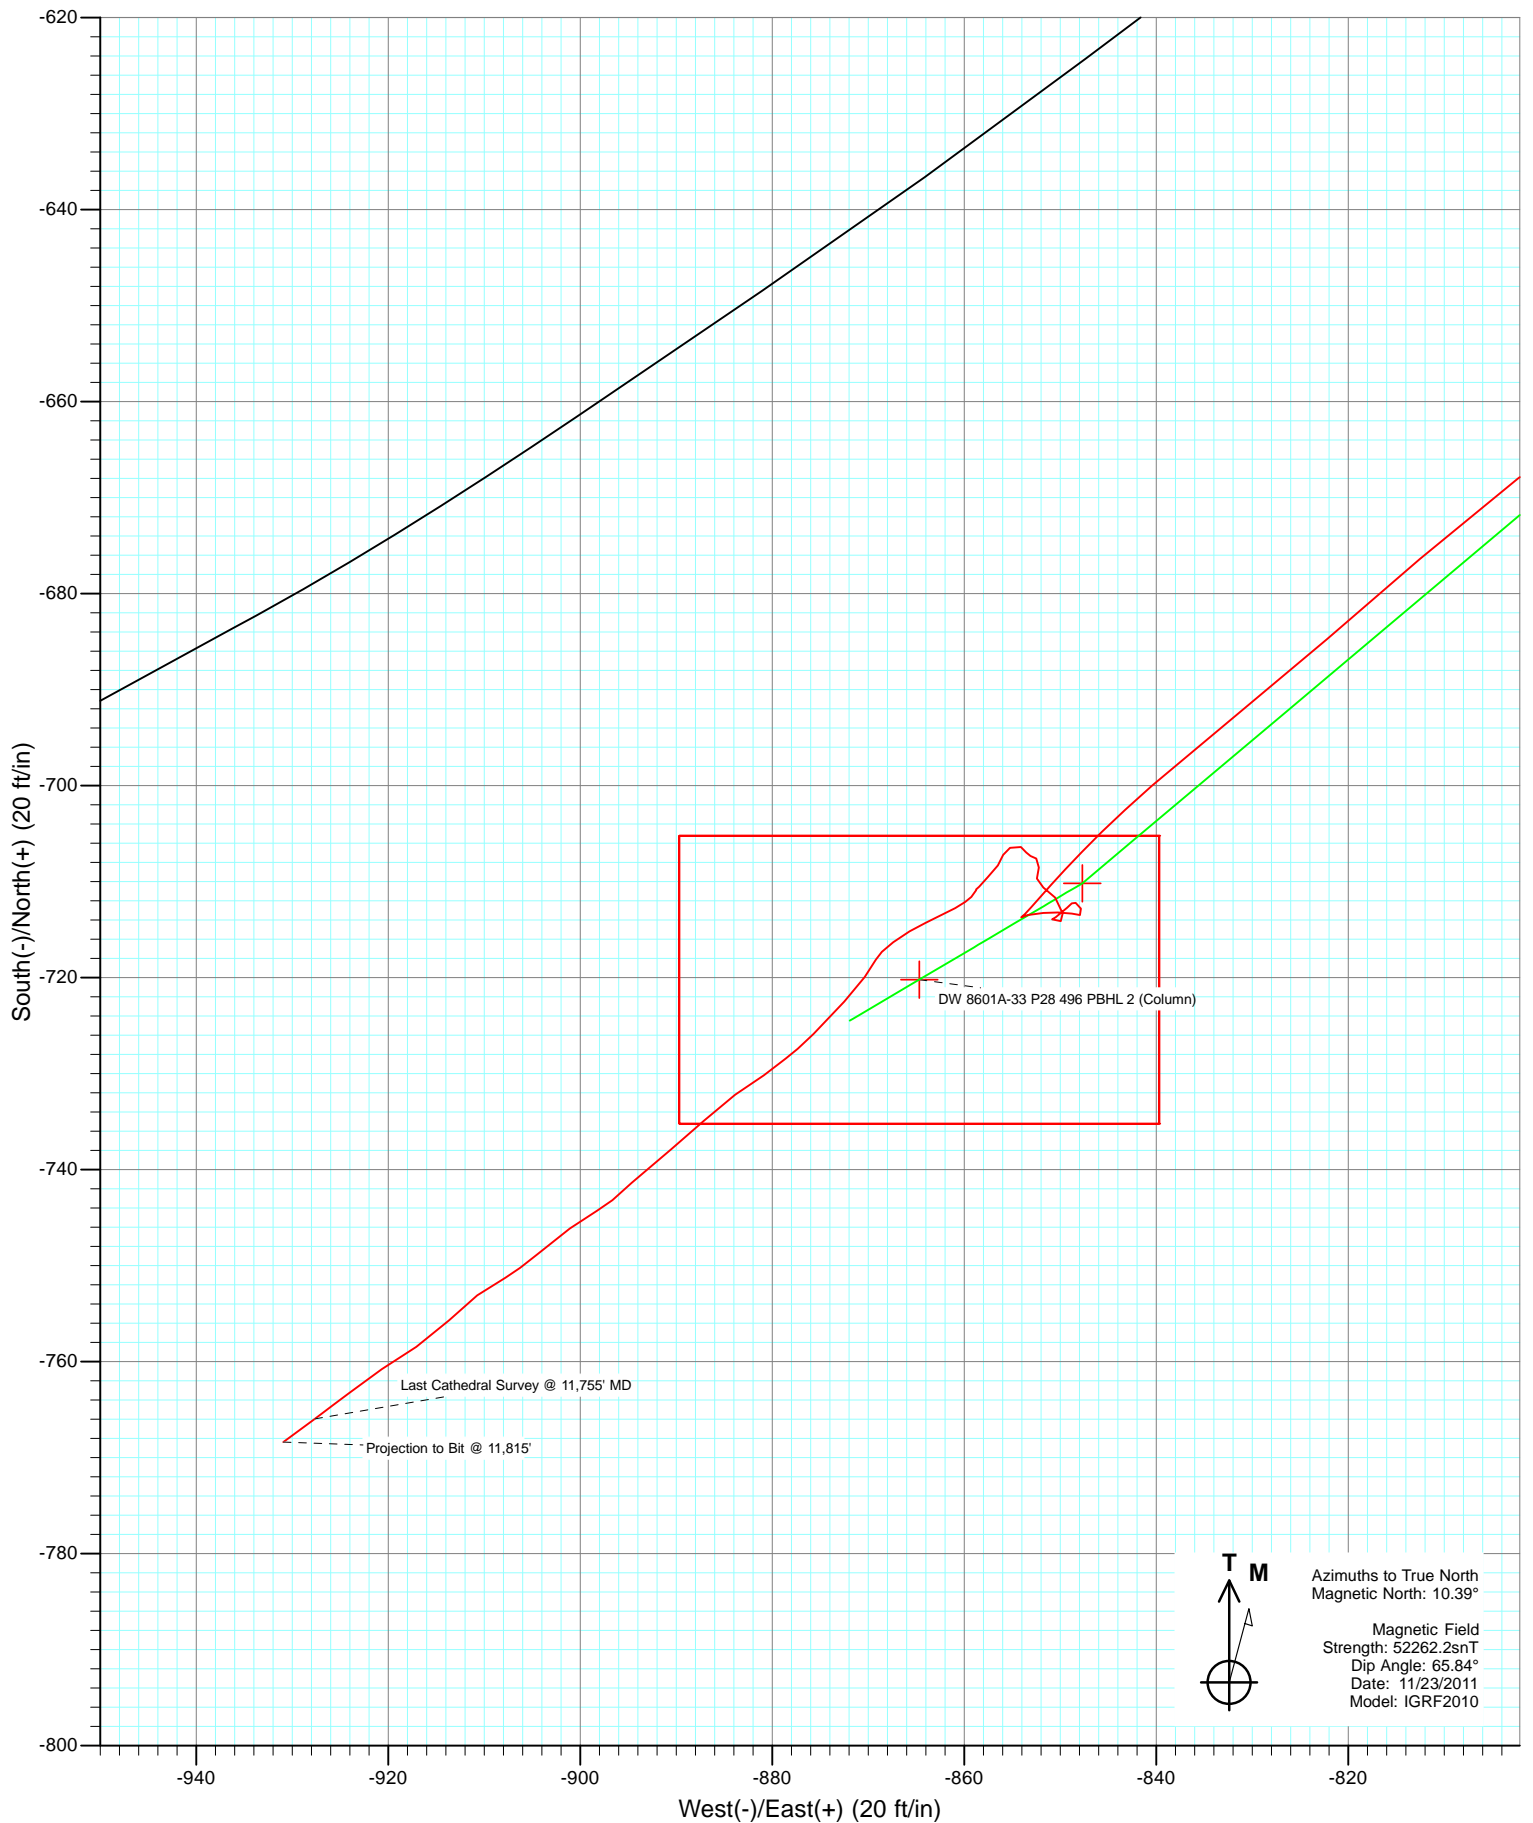 -620
-640
-660
-680
-700
-720
-740
-760
-780
-800
South(-)/North(+) (20 ft/in)
DW 8601A-33 P28 496 PBHL 2 (Column)
Last Cathedral Survey @ 11,755' MD
Projection to Bit @ 11,815'
T
M
Azimuths to True North
Magnetic North: 10.39°
Magnetic Field
Strength: 52262.2snT
Dip Angle: 65.84°
Date: 11/23/2011
Model: IGRF2010
-940
-920
-900
-880
-860
-840
-820
West(-)/East(+) (20 ft/in)